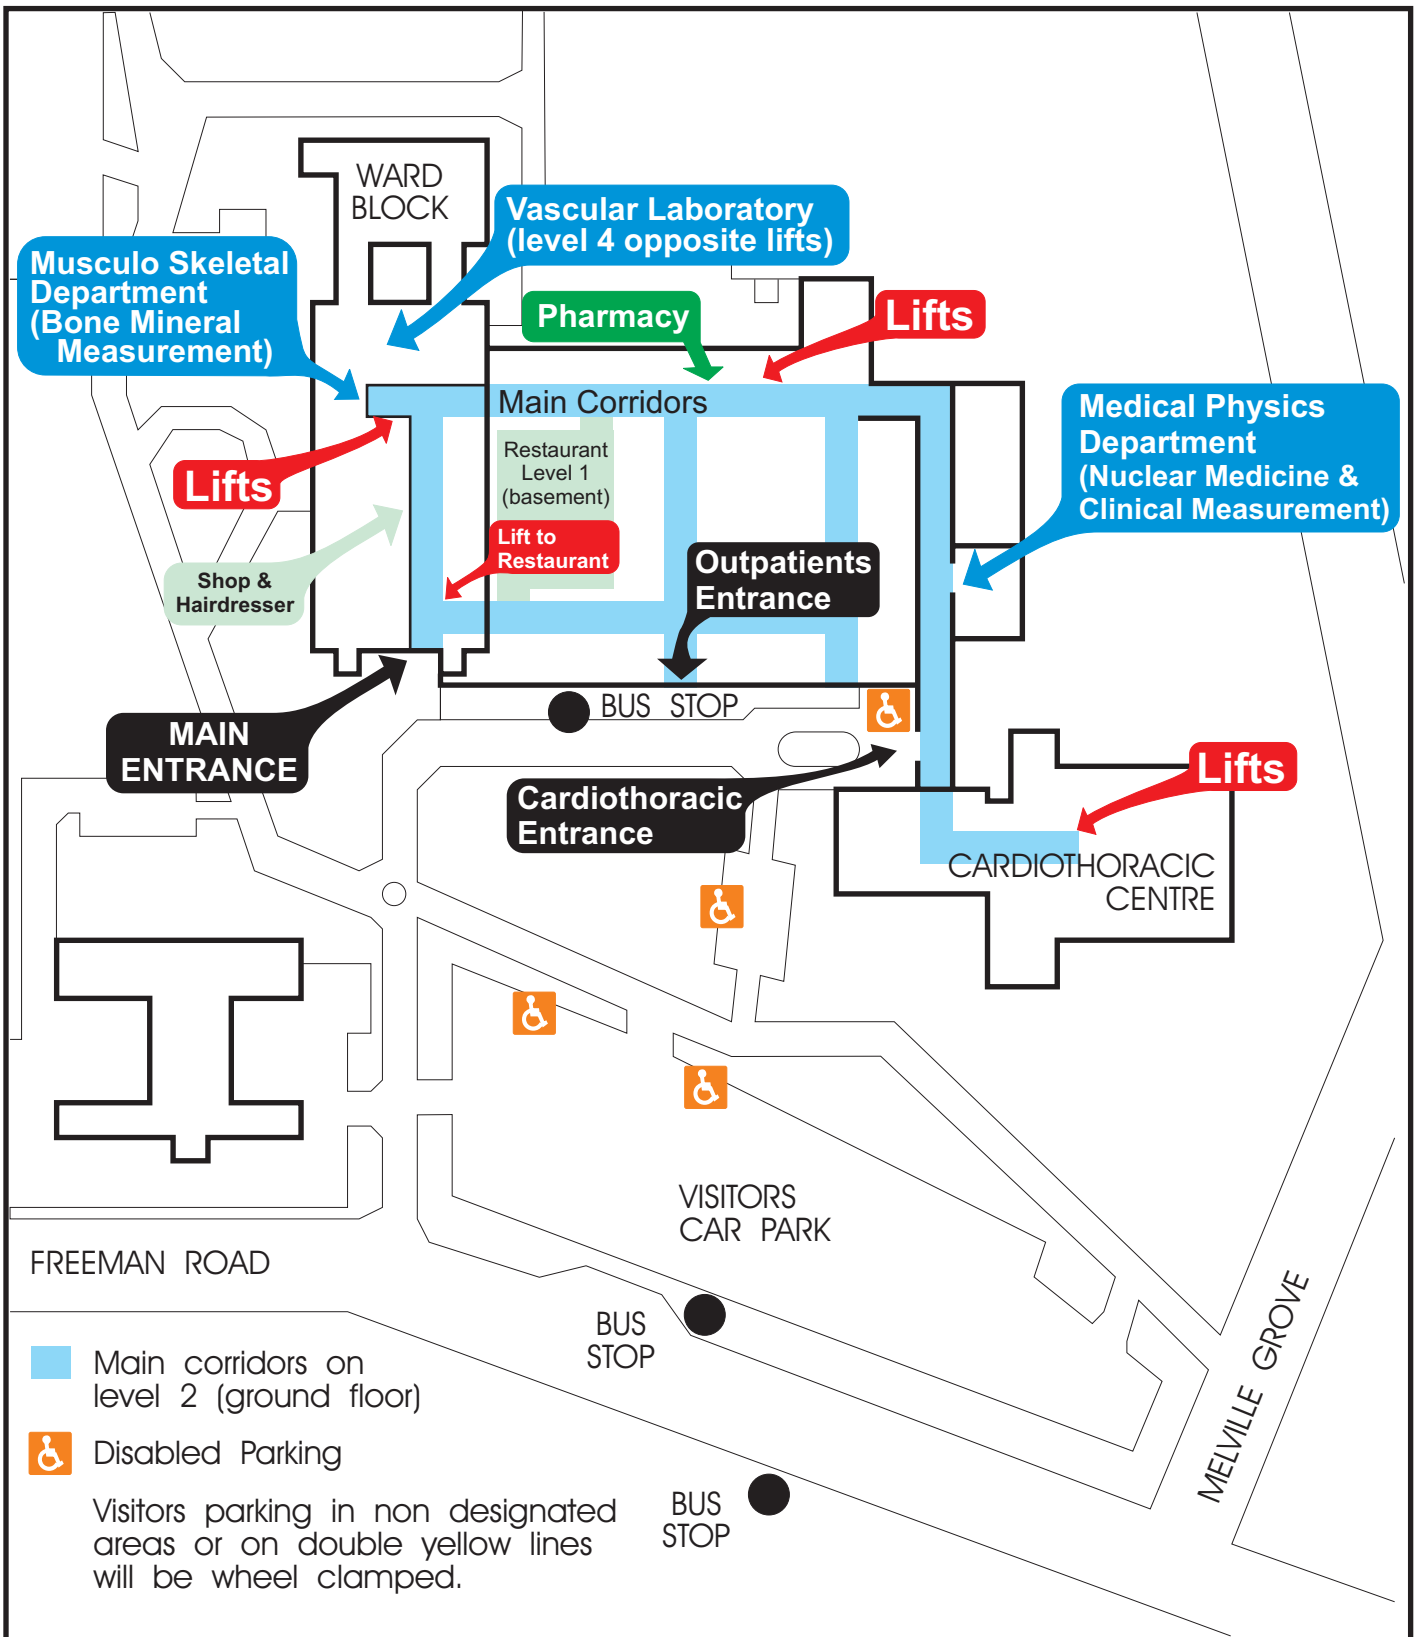 WARD
BLOCK
Vascular Laboratory
(level 4 opposite lifts)
Musculo Skeletal
Department
(Bone Mineral
Measurement)
Pharmacy
Lifts
Main Corridors
Medical Physics
Department
(Nuclear Medicine &
Clinical Measurement)
Lifts
Restaurant
Level 1
(basement)
Lift to
Restaurant
Shop &
Hairdresser
Outpatients
Entrance
MAIN
ENTRANCE
BUS STOP
Cardiothoracic
Entrance
Lifts
CARDIOTHORACIC
CENTRE
VISITORS
CAR PARK
FREEMAN ROAD
BUS
STOP
MELVILLE GROVE
Main corridors on
level 2 (ground floor)
Disabled Parking
Visitors parking in non designated
areas or on double yellow lines
will be wheel clamped.
BUS
STOP